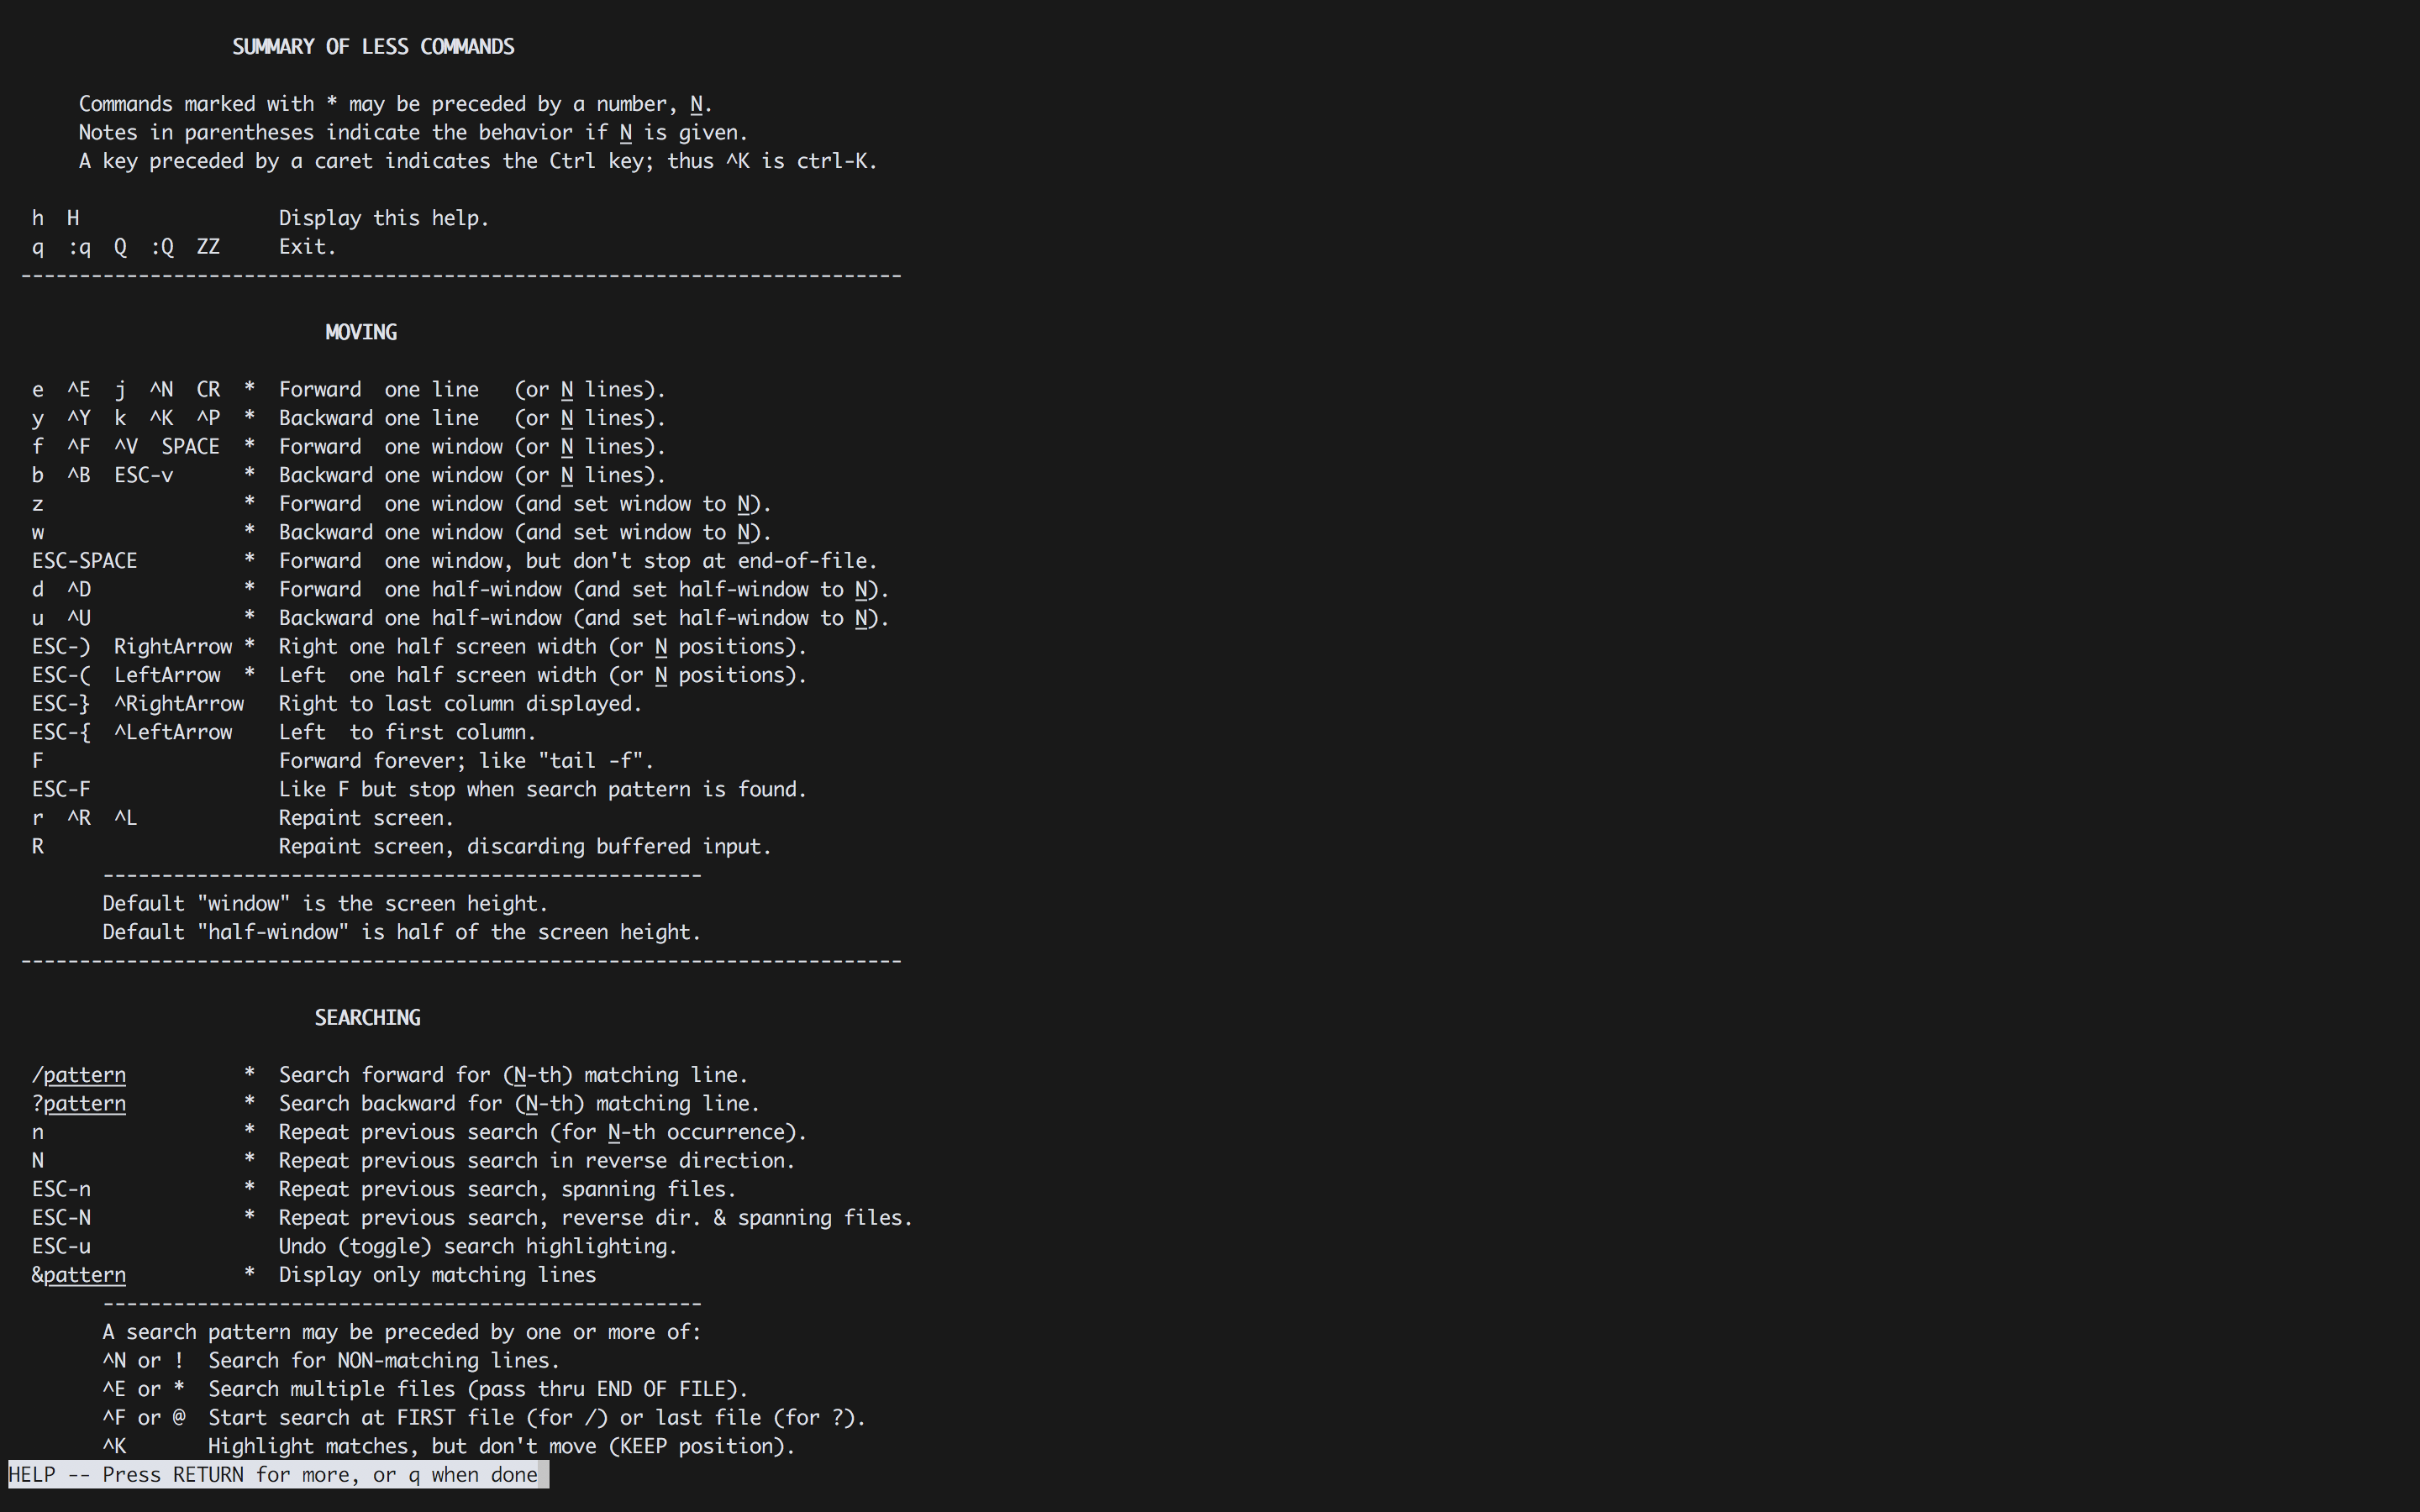 SUMMARY OF LESS COMMANDS

      Commands marked with * may be preceded by a number, N.
      Notes in parentheses indicate the behavior if N is given.
      A key preceded by a caret indicates the Ctrl key; thus ^K is ctrl-K.

  h  H                 Display this help.
  q  :q  Q  :Q  ZZ     Exit.
 ---------------------------------------------------------------------------

                           MOVING

  e  ^E  j  ^N  CR  *  Forward  one line   (or N lines).
  y  ^Y  k  ^K  ^P  *  Backward one line   (or N lines).
  f  ^F  ^V  SPACE  *  Forward  one window (or N lines).
  b  ^B  ESC-v      *  Backward one window (or N lines).
  z                 *  Forward  one window (and set window to N).
  w                 *  Backward one window (and set window to N).
  ESC-SPACE         *  Forward  one window, but don't stop at end-of-file.
  d  ^D             *  Forward  one half-window (and set half-window to N).
  u  ^U             *  Backward one half-window (and set half-window to N).
  ESC-)  RightArrow *  Right one half screen width (or N positions).
  ESC-(  LeftArrow  *  Left  one half screen width (or N positions).
  ESC-}  ^RightArrow   Right to last column displayed.
  ESC-{  ^LeftArrow    Left  to first column.
  F                    Forward forever; like "tail -f".
  ESC-F                Like F but stop when search pattern is found.
  r  ^R  ^L            Repaint screen.
  R                    Repaint screen, discarding buffered input.
        ---------------------------------------------------
        Default "window" is the screen height.
        Default "half-window" is half of the screen height.
 ---------------------------------------------------------------------------

                          SEARCHING

  /pattern          *  Search forward for (N-th) matching line.
  ?pattern          *  Search backward for (N-th) matching line.
  n                 *  Repeat previous search (for N-th occurrence).
  N                 *  Repeat previous search in reverse direction.
  ESC-n             *  Repeat previous search, spanning files.
  ESC-N             *  Repeat previous search, reverse dir. & spanning files.
  ESC-u                Undo (toggle) search highlighting.
  &pattern          *  Display only matching lines
        ---------------------------------------------------
        A search pattern may be preceded by one or more of:
        ^N or !  Search for NON-matching lines.
        ^E or *  Search multiple files (pass thru END OF FILE).
        ^F or @  Start search at FIRST file (for /) or last file (for ?).
        ^K       Highlight matches, but don't move (KEEP position).
HELP -- Press RETURN for more, or q when done